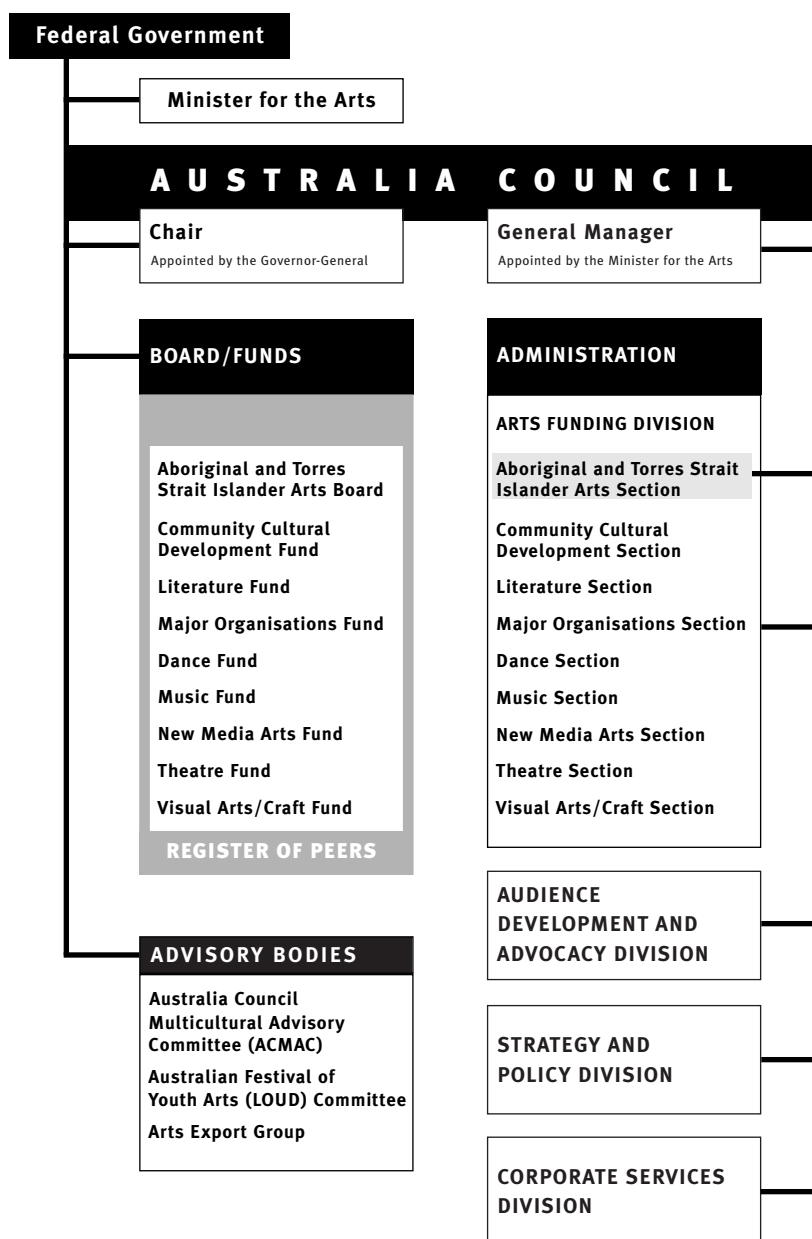 Federal Government
Minister for the Arts
AUSTRALIA COUNCIL
Chair
Appointed by the Governor-General
General Manager
Appointed by the Minister for the Arts
BOARD/FUNDS
Aboriginal and Torres
Strait Islander Arts Board
Community Cultural
Development Fund
Literature Fund
Major Organisations Fund
Dance Fund
Music Fund
New Media Arts Fund
Theatre Fund
Visual Arts/Craft Fund
REGISTER OF PEERS
ADVISORY BODIES
Australia Council
Multicultural Advisory
Committee (ACMAC)
Australian Festival of
Youth Arts (LOUD) Committee
Arts Export Group
ADMINISTRATION
ARTS FUNDING DIVISION
Aboriginal and Torres Strait
Islander Arts Section
Community Cultural
Development Section
Literature Section
Major Organisations Section
Dance Section
Music Section
New Media Arts Section
Theatre Section
Visual Arts/Craft Section
AUDIENCE
DEVELOPMENT AND
ADVOCACY DIVISION
STRATEGY AND
POLICY DIVISION
CORPORATE SERVICES
DIVISION